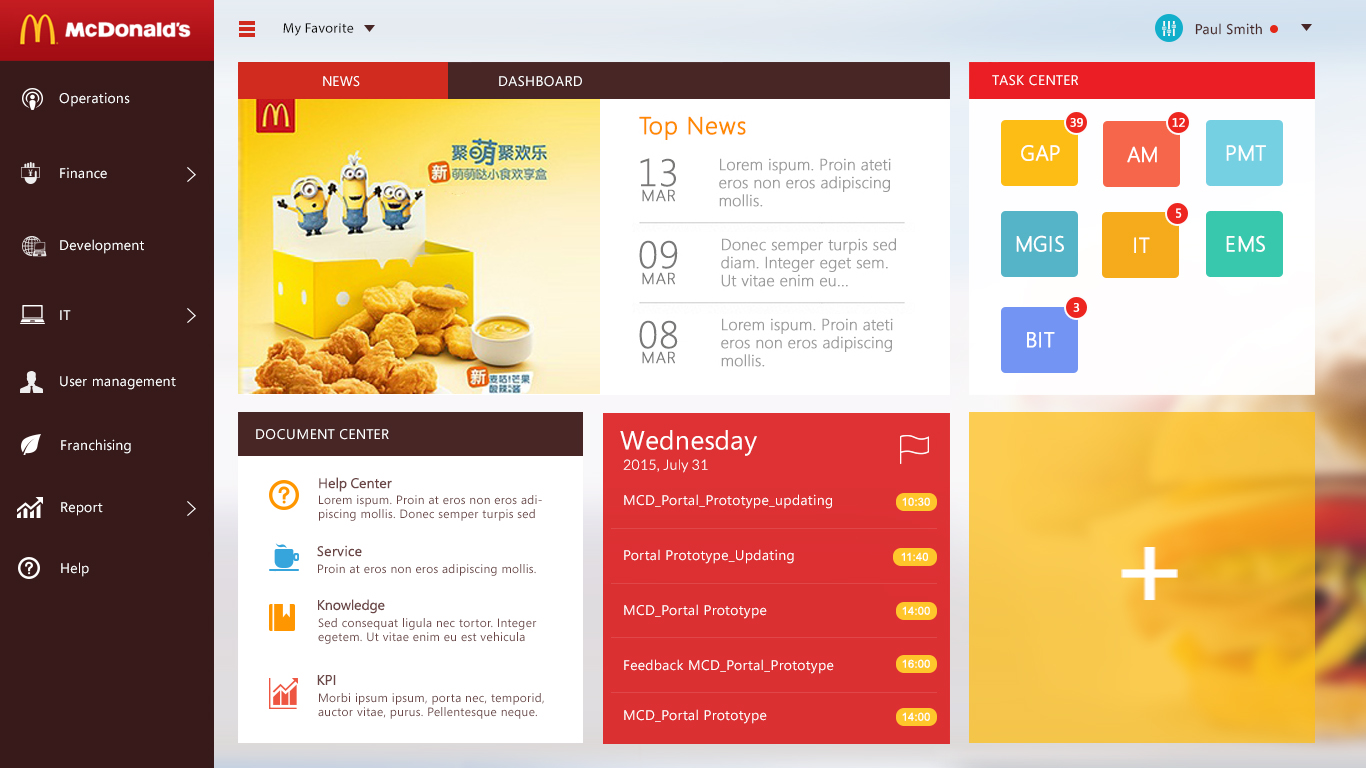 McDonald's
My Favorite
Paul Smith
Operations
Finance
Development
IT
User management
Franchising
Report
Help
NEWS
DASHBOARD
聚萌聚欢乐
新 萌萌哒小食欢享盒
新
Top News
13
MAR
Lorem ispum. Proin ateti
eros non eros adipiscing
mollis.
09
MAR
Donec semper turpis sed
diam. Integer eget sem.
Ut vitae enim eu...
08
MAR
Lorem ispum. Proin ateti
eros non eros adipiscing
mollis.
TASK CENTER
GAP
39
AM
12
PMT
MGIS
IT
5
EMS
BIT
3
DOCUMENT CENTER
Help Center
Lorem ispum. Proin at eros non eros adi-
piscing mollis. Donec semper turpis sed
Service
Proin at eros non eros adipiscing mollis.
Knowledge
Sed consequat ligula nec tortor. Integer
egetem. Ut vitae enim eu est vehicula
KPI
Morbi ipsum ipsum, porta nec, temporid,
auctor vitae, purus. Pellentesque neque.
Wednesday
2015, July 31
MCD_Portal_Prototype_updating 10:30
Portal Prototype_Updating 11:40
MCD_Portal Prototype 14:00
Feedback MCD_Portal_Prototype 16:00
MCD_Portal Prototype 14:00